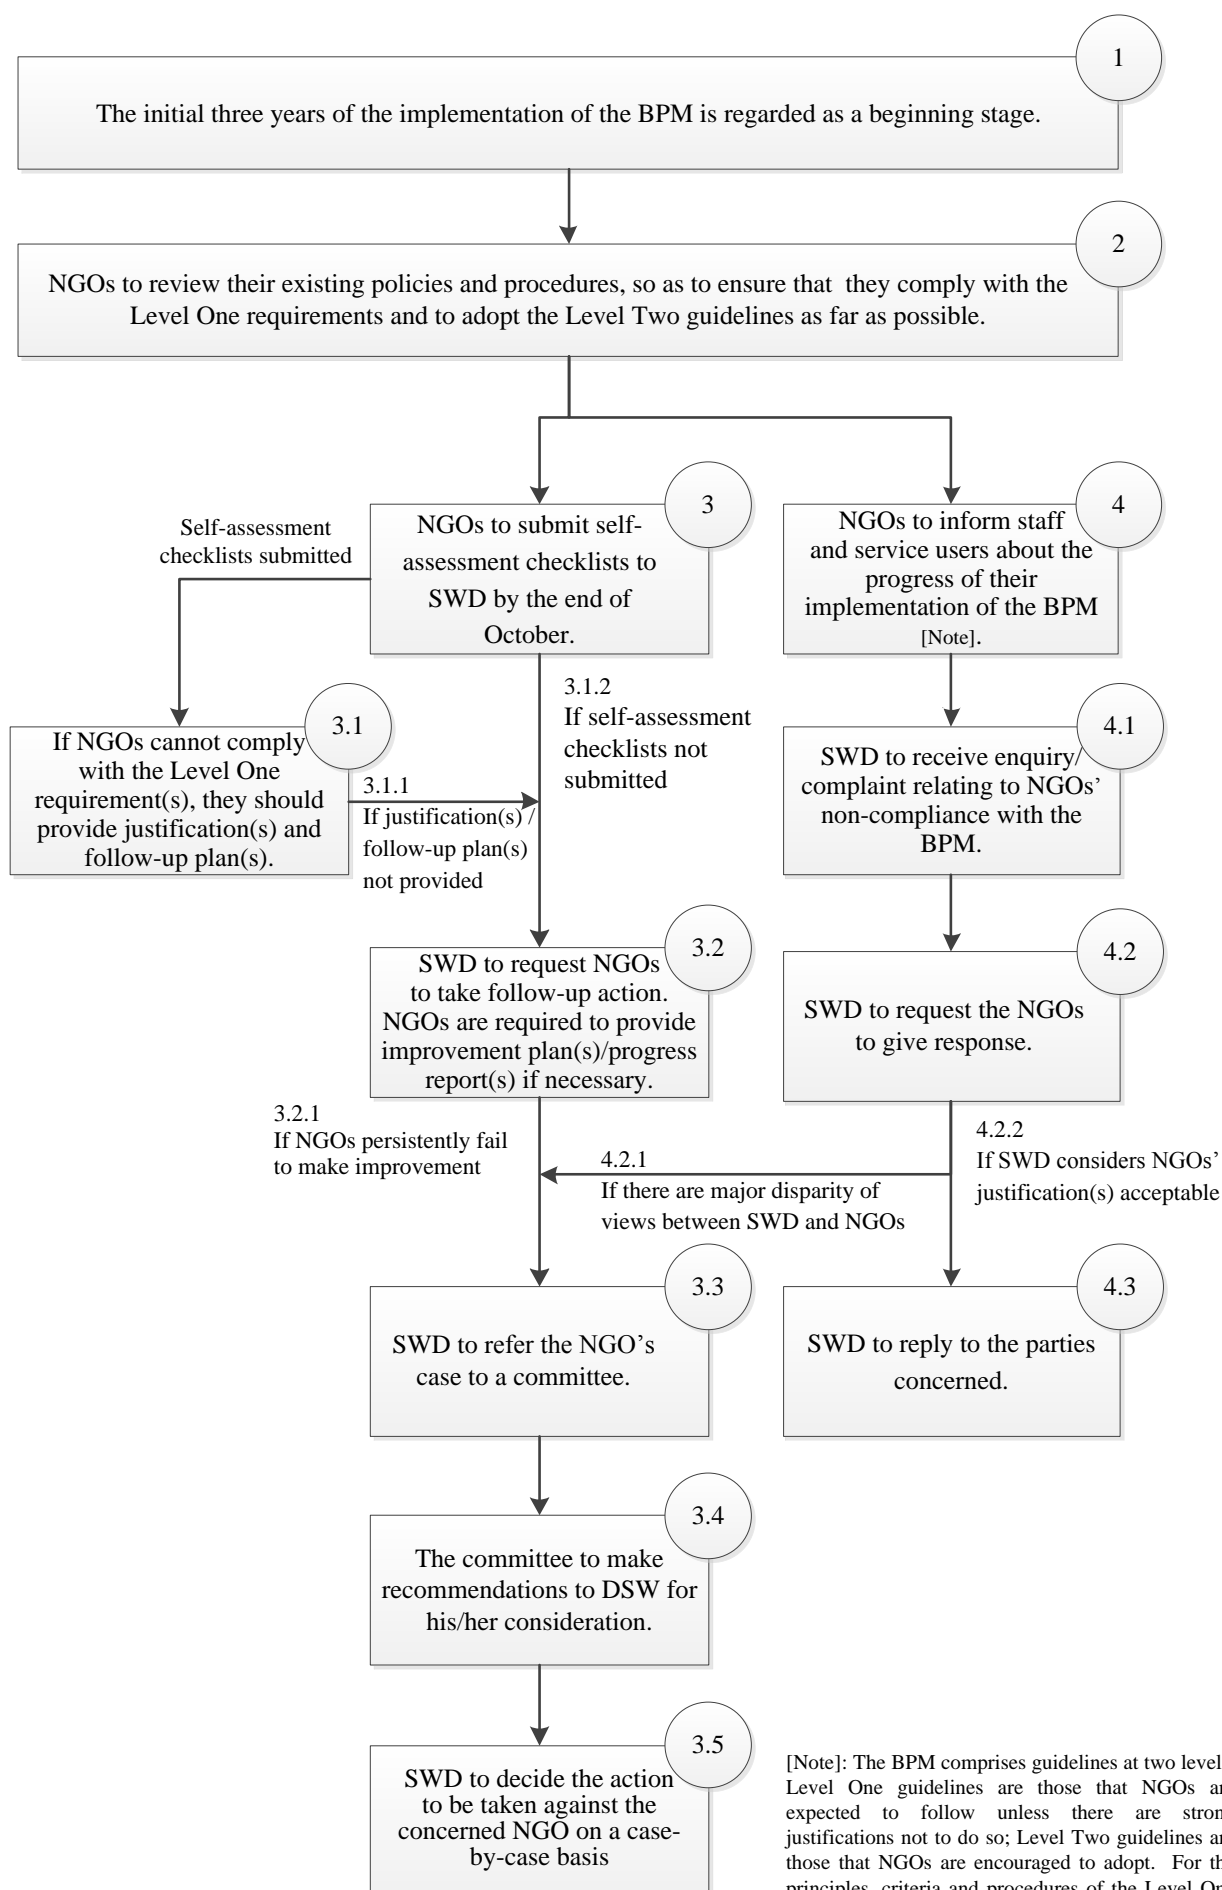 1
The initial three years of the implementation of the BPM is regarded as a beginning stage.
2
NGOs to review their existing policies and procedures, so as to ensure that they comply with the
Level One requirements and to adopt the Level Two guidelines as far as possible.
3
NGOs to submit self-
assessment checklists to
SWD by the end of
October.
4
NGOs to inform staff
and service users about the
progress of their
implementation of the BPM
[Note].
Self-assessment
checklists submitted
3.1
If NGOs cannot comply
with the Level One
requirement(s), they should
provide justification(s) and
follow-up plan(s).
3.1.1
If justification(s) /
follow-up plan(s)
not provided
3.1.2
If self-assessment
checklists not
submitted
4.1
SWD to receive enquiry/
complaint relating to NGOs’
non-compliance with the
BPM.
3.2
SWD to request NGOs
to take follow-up action.
NGOs are required to provide
improvement plan(s)/progress
report(s) if necessary.
4.2
SWD to request the NGOs
to give response.
3.2.1
If NGOs persistently fail
to make improvement
4.2.1
If there are major disparity of
views between SWD and NGOs
4.2.2
If SWD considers NGOs’
justification(s) acceptable
3.3
SWD to refer the NGO’s
case to a committee.
4.3
SWD to reply to the parties
concerned.
3.4
The committee to make
recommendations to DSW for
his/her consideration.
3.5
SWD to decide the action
to be taken against the
concerned NGO on a case-
by-case basis
[Note]: The BPM comprises guidelines at two level
Level One guidelines are those that NGOs
expected to follow unless there are
justifications not to do so; Level Two guidelines
those that NGOs are encouraged to adopt. For
principles, criteria and procedures of the Level